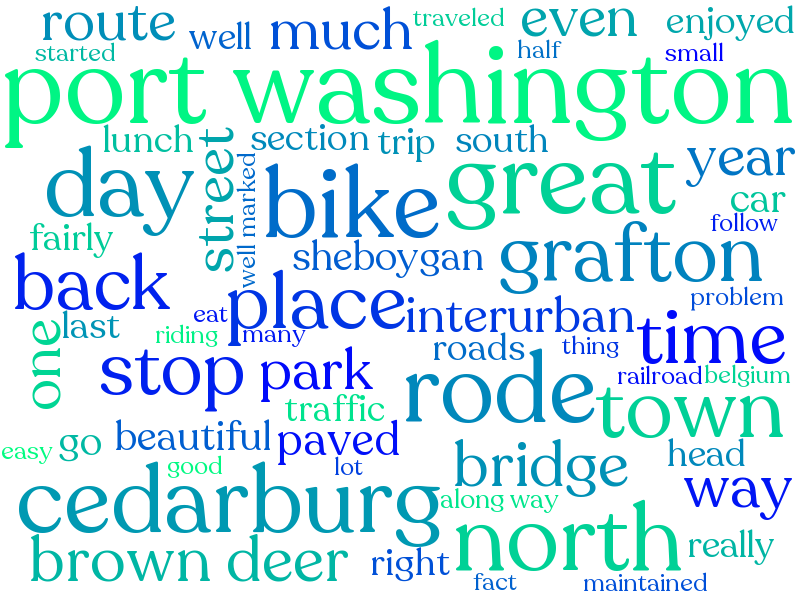 route well much traveled even enjoyed
started half small
port washington
lunch street section trip south year
day well marked bike great car
fairly sheboygan grafton follow
back place problem
one last eat interurban time
riding many roads thing
stop park rode railroad belgium
traffic town
easy go beautiful paved bridge head
good lot way
cedarburg along way north
brown deer right really
fact maintained